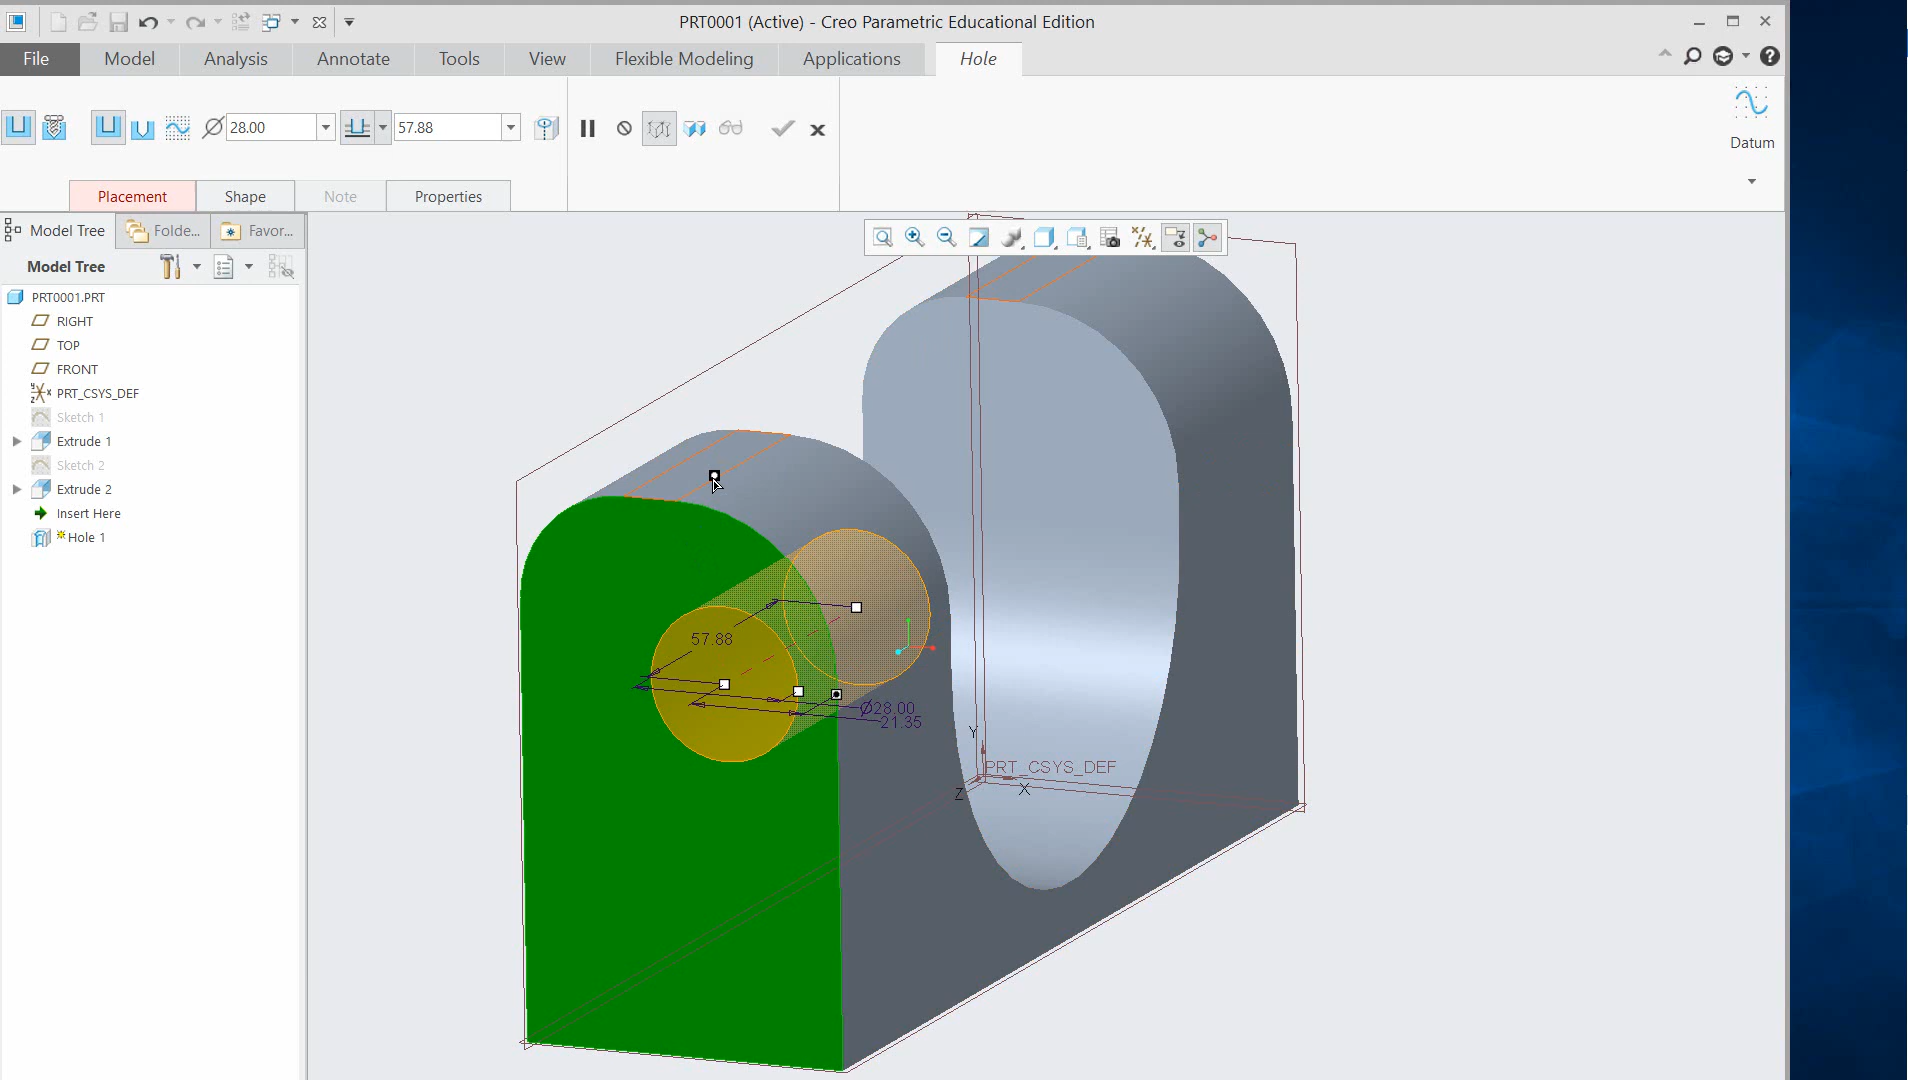 PRT0001 (Active) - Creo Parametric Educational Edition
File Model Analysis Annotate Tools View Flexible Modeling Applications Hole
28.00 57.88
Datum
Placement Shape Note Properties
Model Tree Folde... Favor...
Model Tree
PRT0001.PRT
RIGHT
TOP
FRONT
PRT_CSYS_DEF
Sketch 1
Extrude 1
Sketch 2
Extrude 2
Insert Here
Hole 1
57.88
Ø28.00
21.35
Y
PRT_CSYS_DEF
Z X